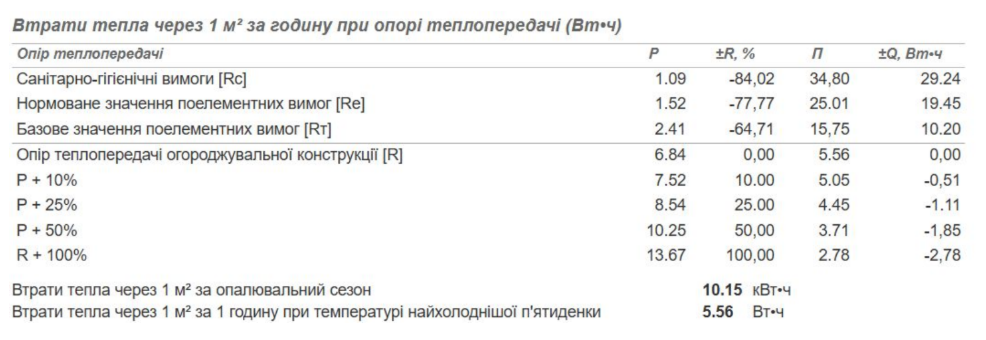 Втрати тепла через 1 м² за годину при опорі теплопередачі (Вт•ч)
Опір теплопередачі Р ±R, % П ±Q, Вт•ч
Санітарно-гігієнічні вимоги [Rc] 1.09 -84,02 34,80 29.24
Нормоване значення поелементних вимог [Re] 1.52 -77,77 25.01 19.45
Базове значення поелементних вимог [Rт] 2.41 -64,71 15,75 10.20
Опір теплопередачі огороджувальної конструкції [R] 6.84 0,00 5.56 0,00
Р + 10% 7.52 10.00 5.05 -0,51
Р + 25% 8.54 25.00 4.45 -1.11
Р + 50% 10.25 50,00 3.71 -1,85
R + 100% 13.67 100,00 2.78 -2,78
Втрати тепла через 1 м² за опалювальний сезон 10.15 кВт•ч
Втрати тепла через 1 м² за 1 годину при температурі найхолоднішої п'ятиденки 5.56 Вт•ч